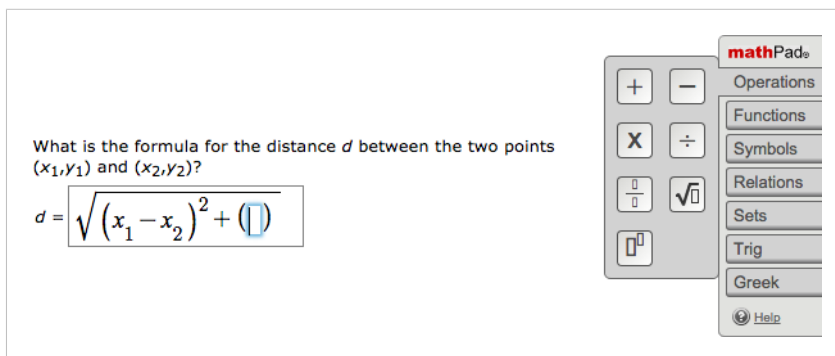 What is the formula for the distance d between the two points
(x₁,y₁) and (x₂,y₂)?
d = √((x₁ − x₂)² + (▯))
mathPad®
+ −
X ÷
▯/▯ √▯
▯^▯
Operations
Functions
Symbols
Relations
Sets
Trig
Greek
? Help